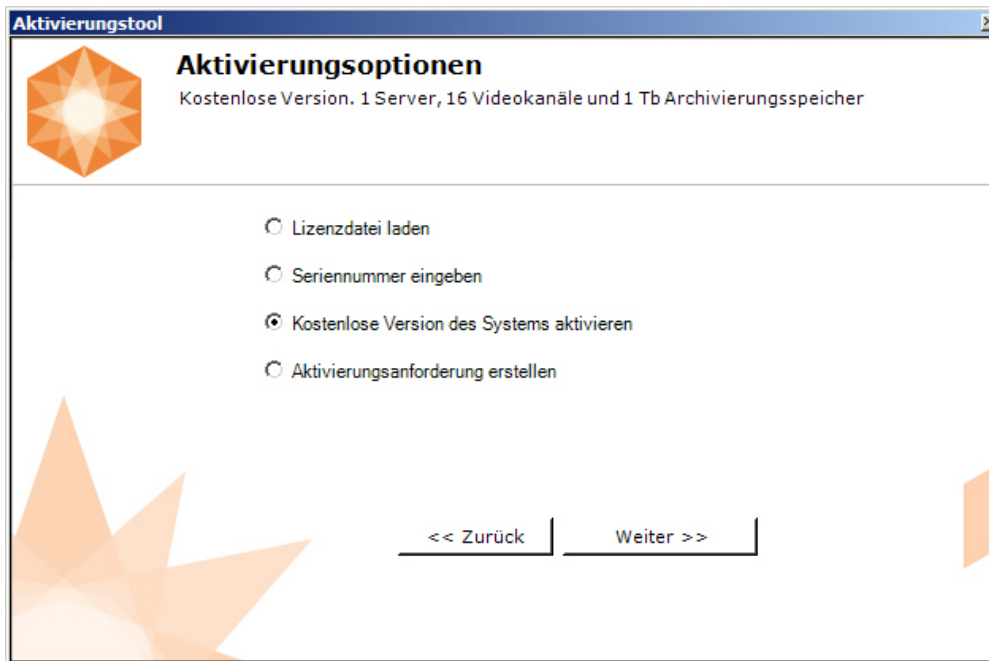 Aktivierungstool
Aktivierungsoptionen
Kostenlose Version. 1 Server, 16 Videokanäle und 1 Tb Archivierungsspeicher
Lizenzdatei laden
Seriennummer eingeben
Kostenlose Version des Systems aktivieren
Aktivierungsanforderung erstellen
<< Zurück
Weiter >>